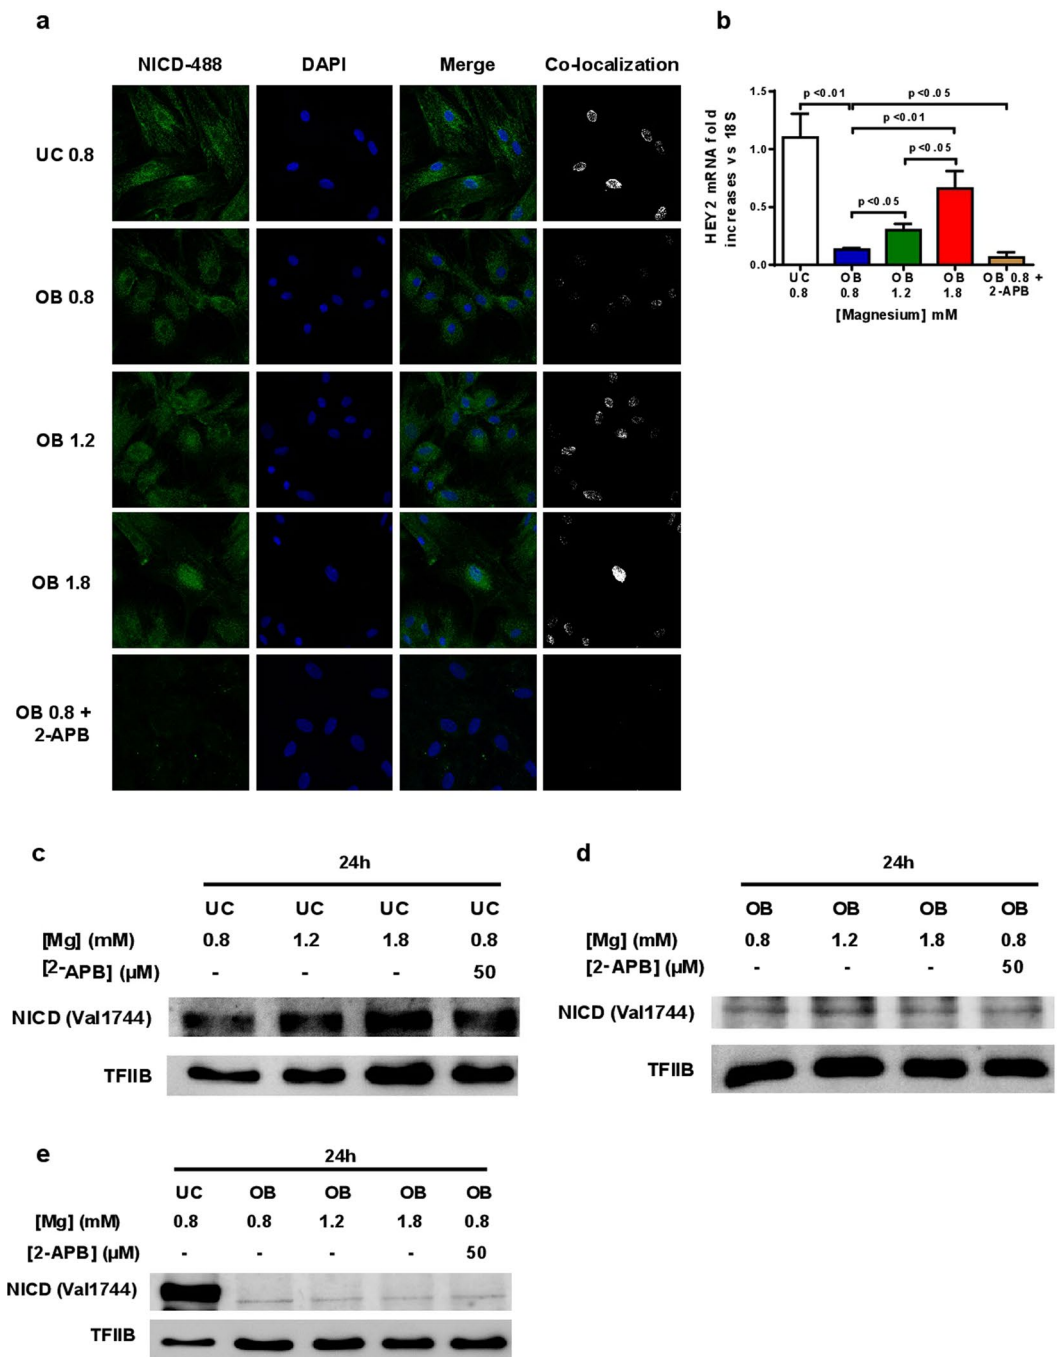 a
NICD-488 DAPI Merge Co-localization
UC 0.8
OB 0.8
OB 1.2
OB 1.8
OB 0.8 +
2-APB
b
HEY2 mRNA fold
increases vs 18S
1.5
1.0
0.5
0.0
p <0.01 p <0.05
p <0.01
p <0.05
p <0.05
UC OB OB OB OB 0.8 +
0.8 0.8 1.2 1.8 2-APB
[Magnesium] mM
c
24h
UC UC UC UC
[Mg] (mM) 0.8 1.2 1.8 0.8
[2-APB] (µM) - - - 50
NICD (Val1744)
TFIIB
d
24h
OB OB OB OB
[Mg] (mM) 0.8 1.2 1.8 0.8
[2-APB] (µM) - - - 50
NICD (Val1744)
TFIIB
e
24h
UC OB OB OB OB
[Mg] (mM) 0.8 0.8 1.2 1.8 0.8
[2-APB] (µM) - - - - 50
NICD (Val1744)
TFIIB